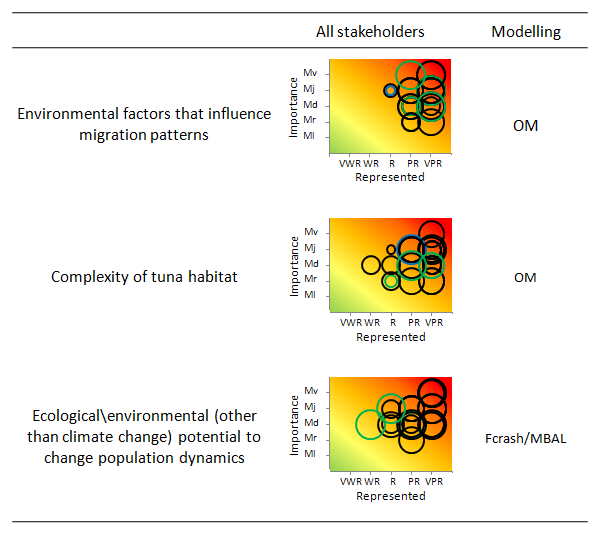 All stakeholders Modelling
Environmental factors that influence
migration patterns
Importance
Mv
Mj
Md
Mr
Ml
VWR WR R PR VPR
Represented
OM
Complexity of tuna habitat
Importance
Mv
Mj
Md
Mr
Ml
VWR WR R PR VPR
Represented
OM
Ecological\environmental (other
than climate change) potential to
change population dynamics
Importance
Mv
Mj
Md
Mr
Ml
VWR WR R PR VPR
Represented
Fcrash/MBAL